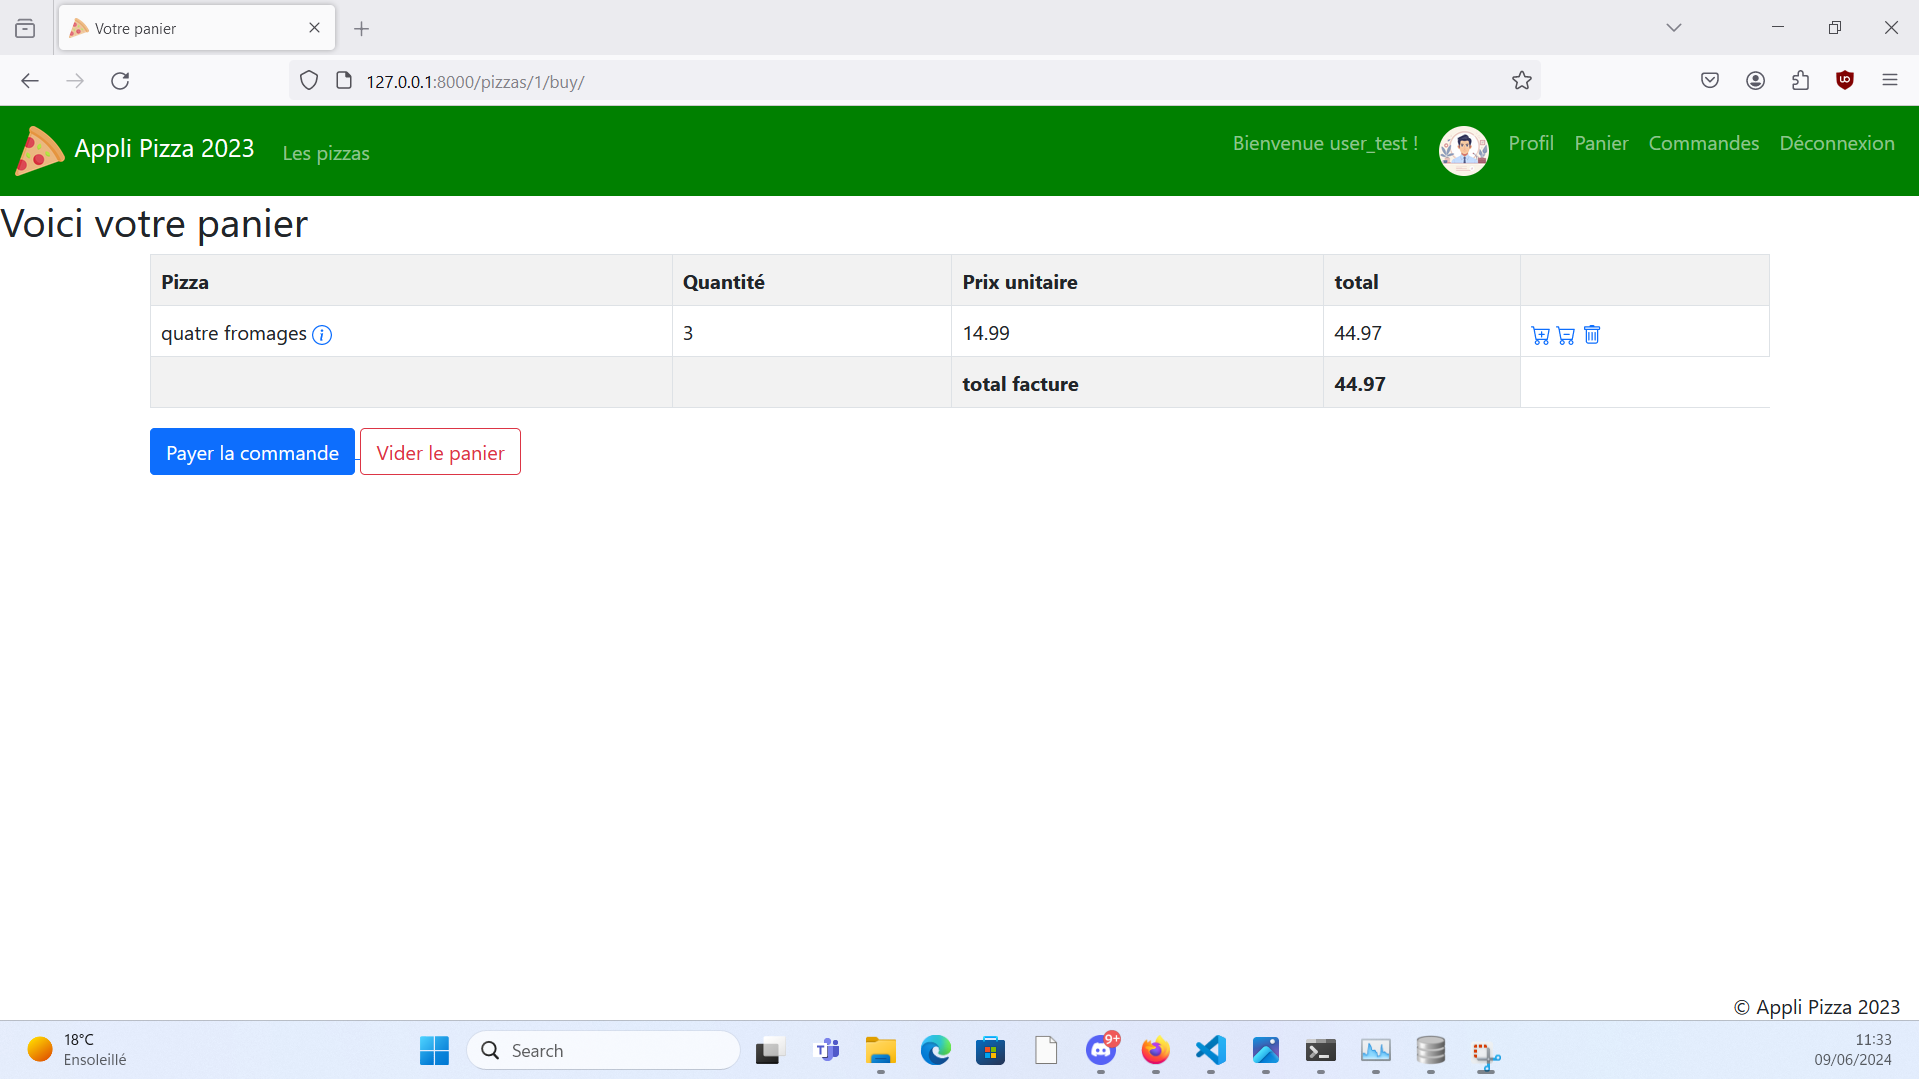 Votre panier
127.0.0.1:8000/pizzas/1/buy/
Appli Pizza 2023 Les pizzas Bienvenue user_test ! Profil Panier Commandes Déconnexion
Voici votre panier
Pizza Quantité Prix unitaire total
quatre fromages 3 14.99 44.97
total facture 44.97
Payer la commande Vider le panier
© Appli Pizza 2023
18°C
Ensoleillé
Search
9+
11:33
09/06/2024